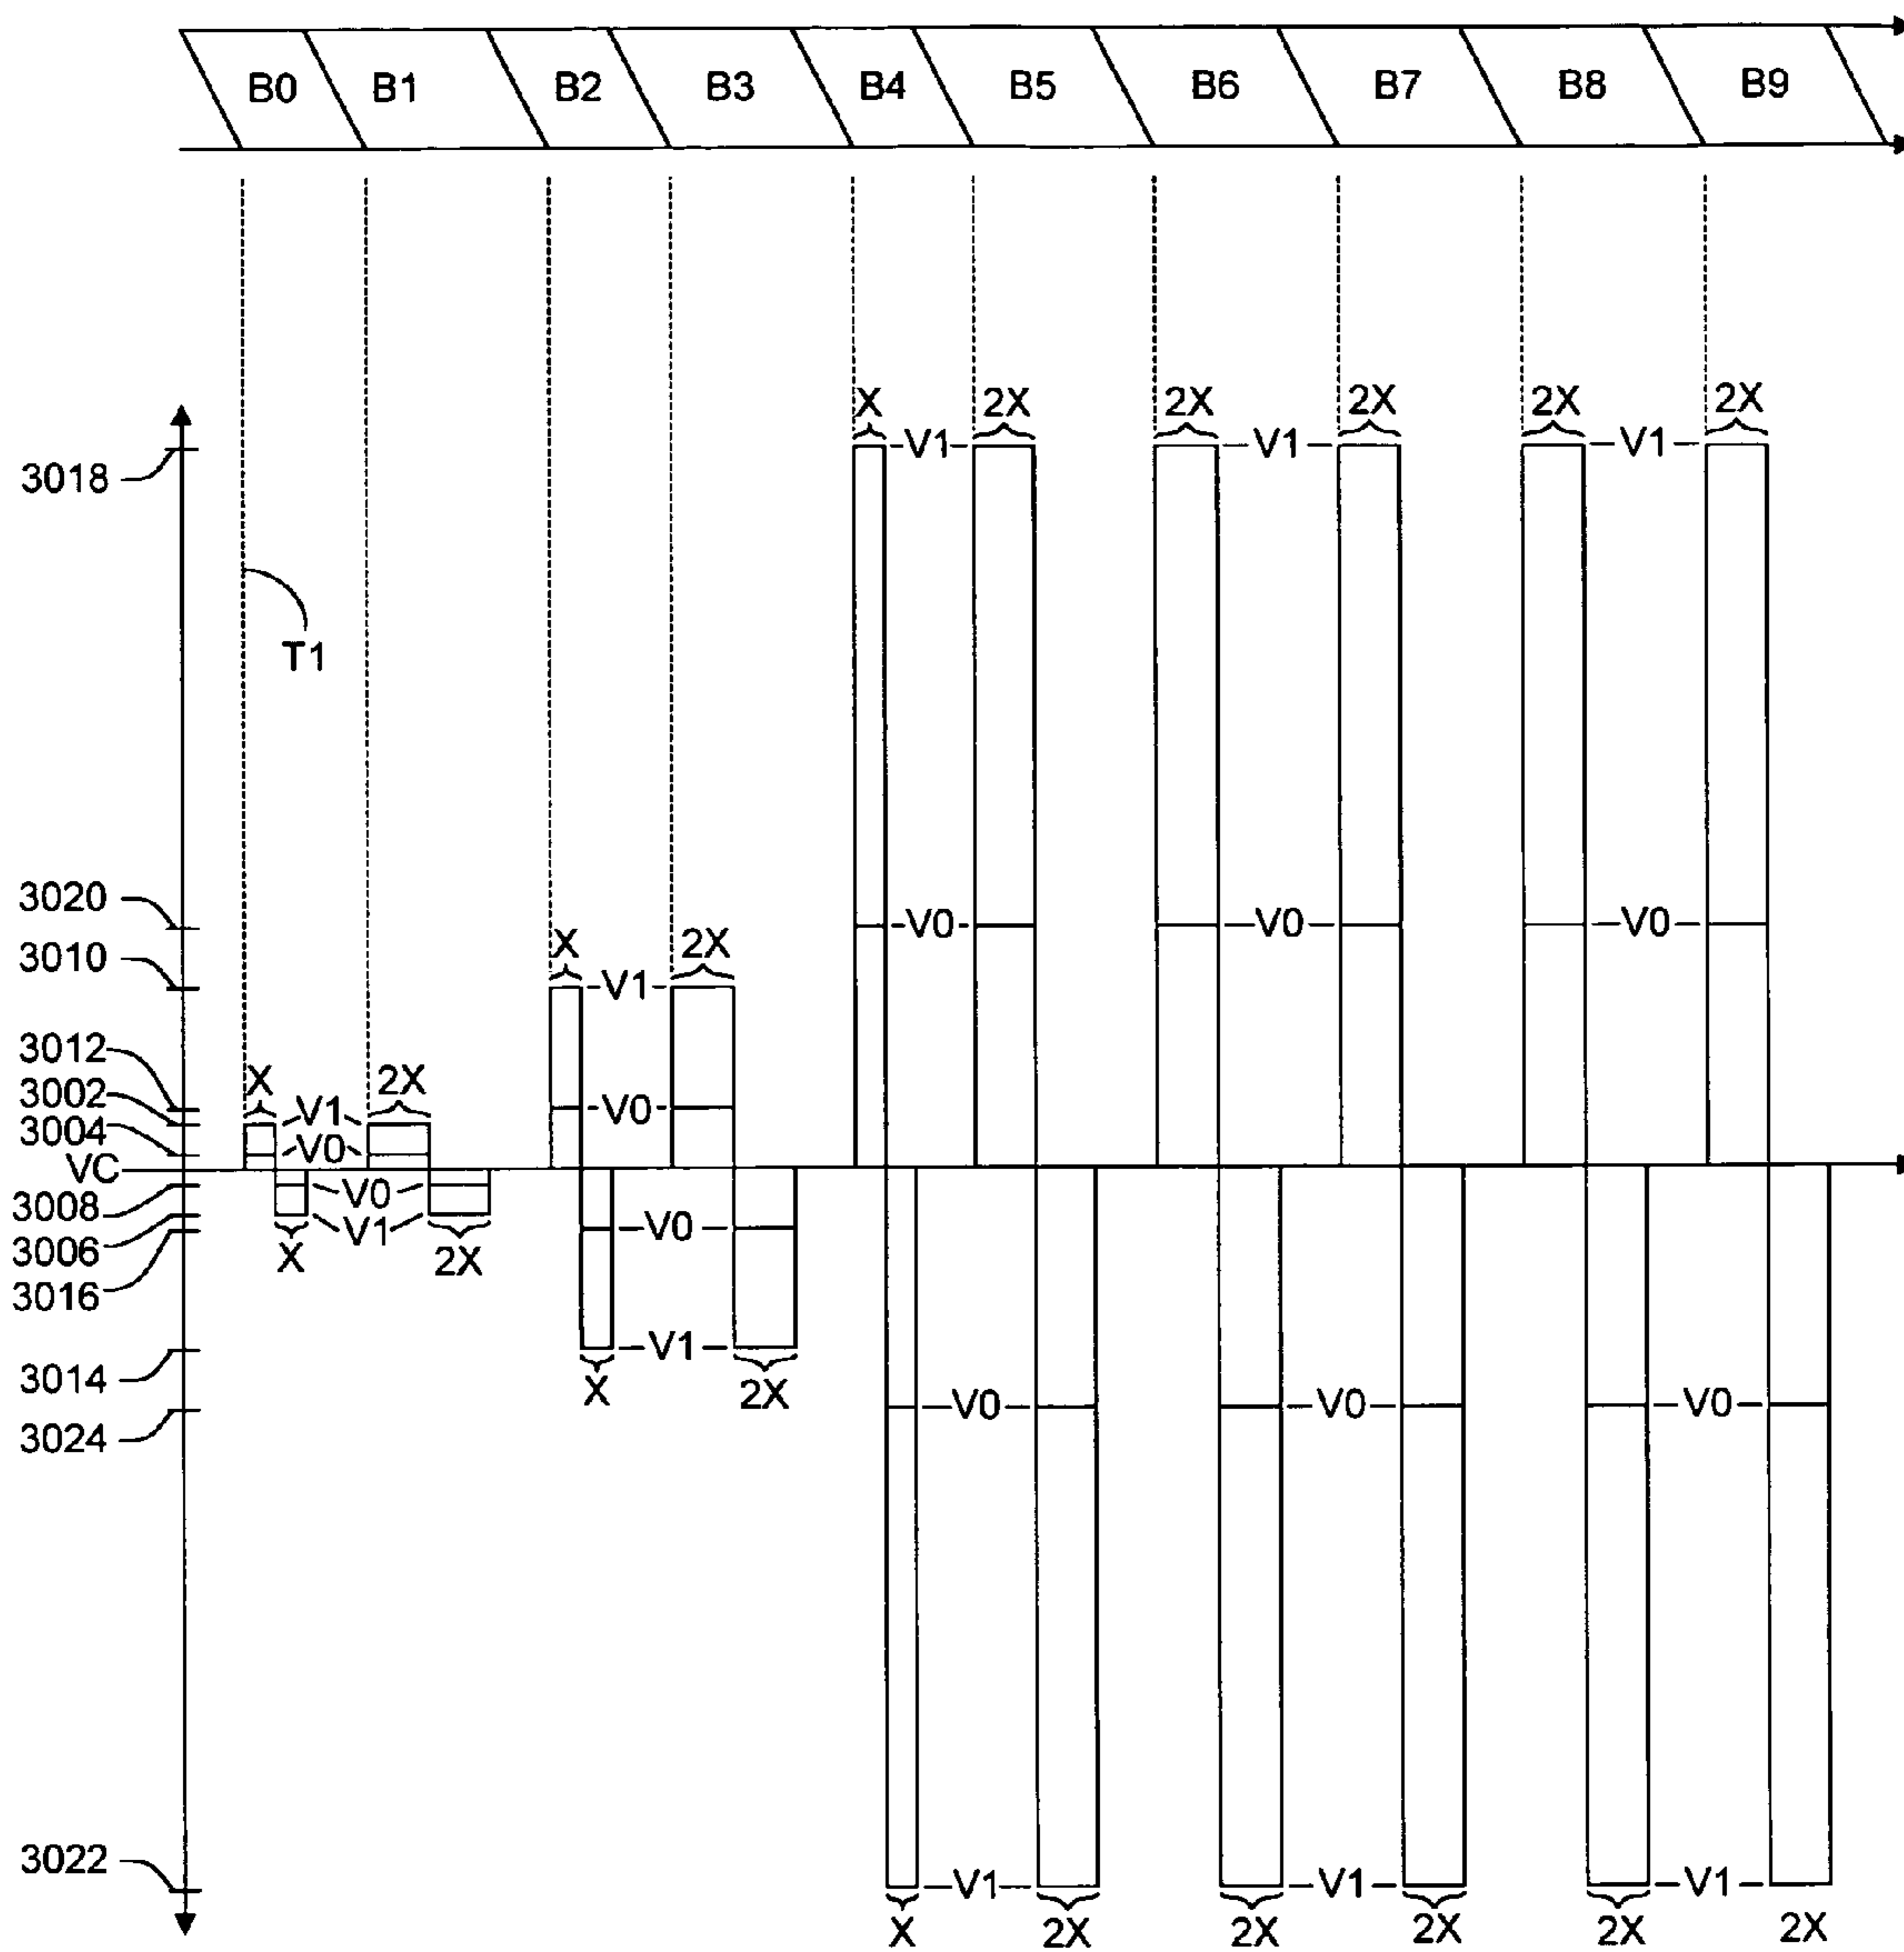 B0 B1 B2 B3 B4 B5 B6 B7 B8 B9
X 2X 2X 2X 2X 2X
3018 V1 V1 V1
T1
3020 V0 V0 V0
3010 X V1 2X
3012 V0
3002 X V1 2X
3004 V0
VC
3008 V0
3006 X V1 2X
3016 V0
3014 V1
X 2X
3024 V0 V0 V0
3022 V1 V1 V1
X 2X 2X 2X 2X 2X